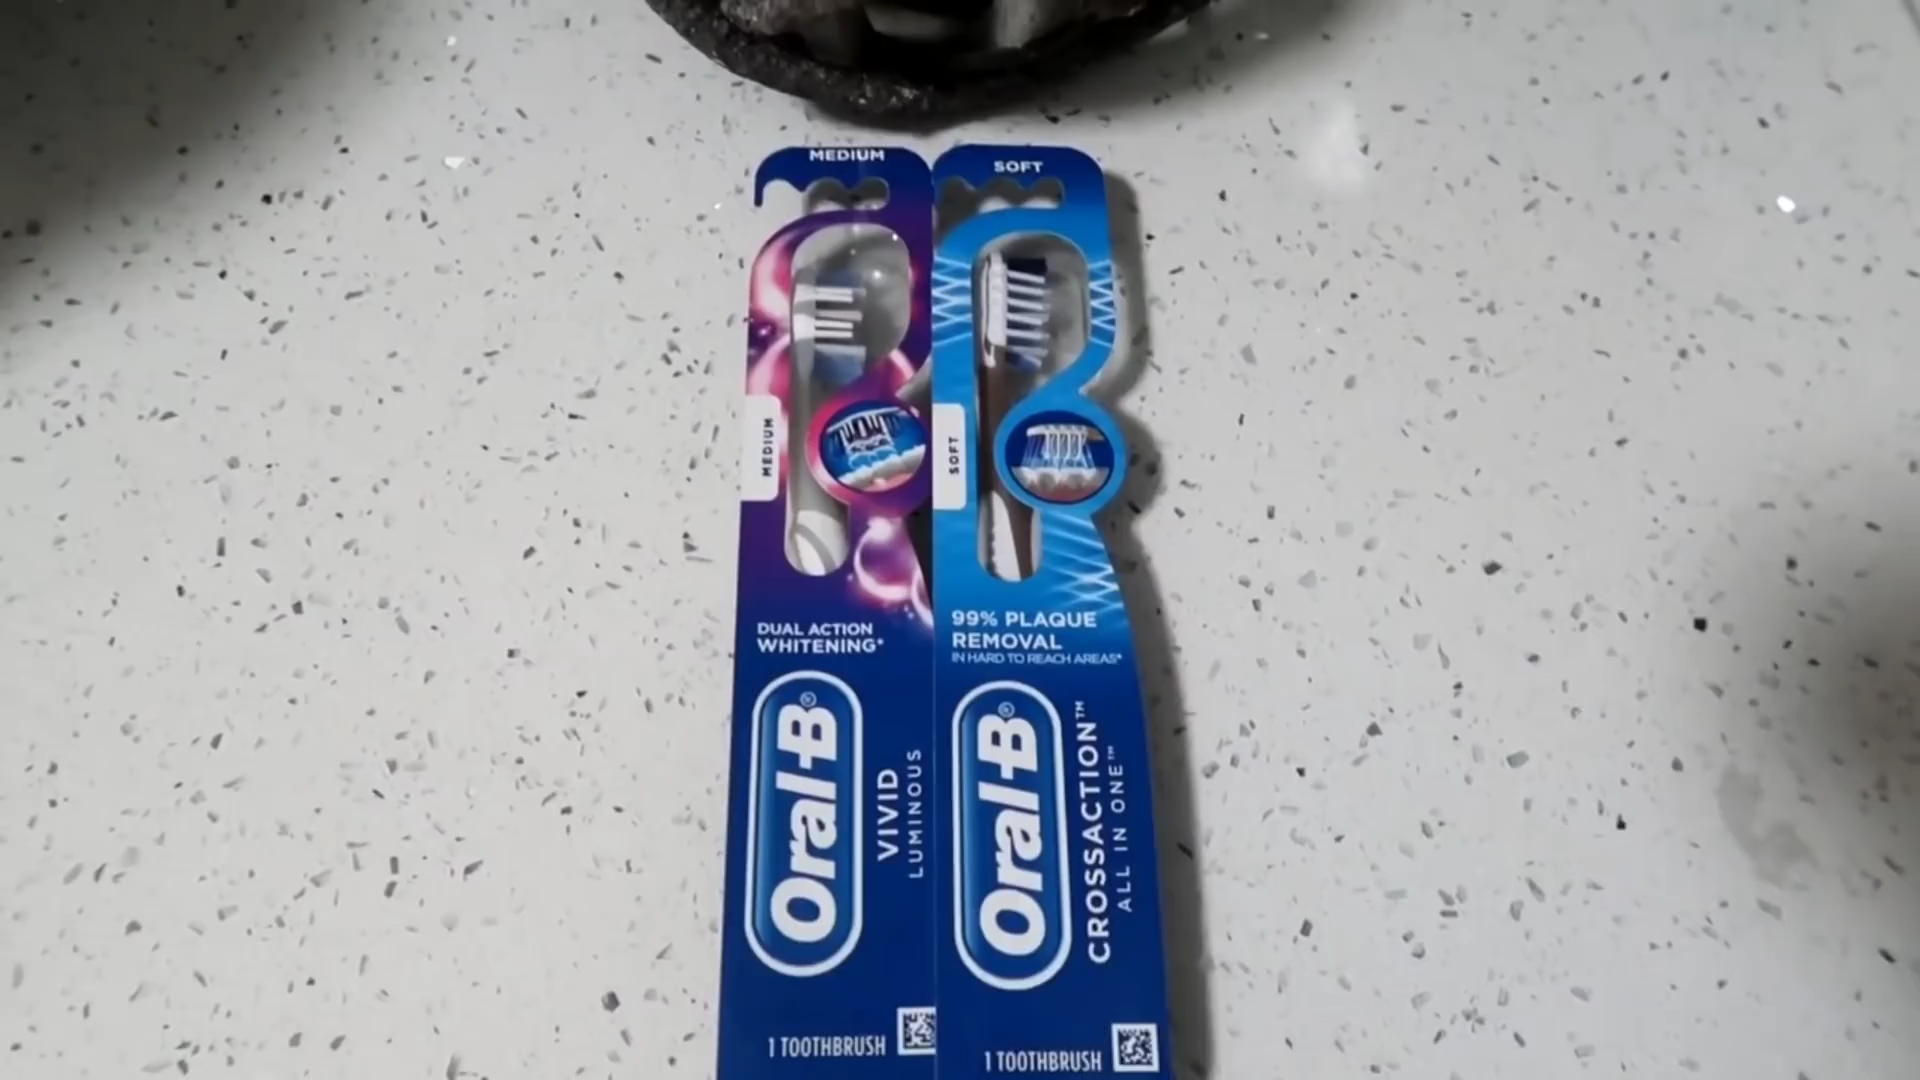 MEDIUM
MEDIUM
DUAL ACTION
WHITENING*
Oral-B®
VIVID
LUMINOUS
1 TOOTHBRUSH
SOFT
SOFT
99% PLAQUE
REMOVAL
IN HARD TO REACH AREAS*
Oral-B®
CROSSACTION™
ALL IN ONE™
1 TOOTHBRUSH